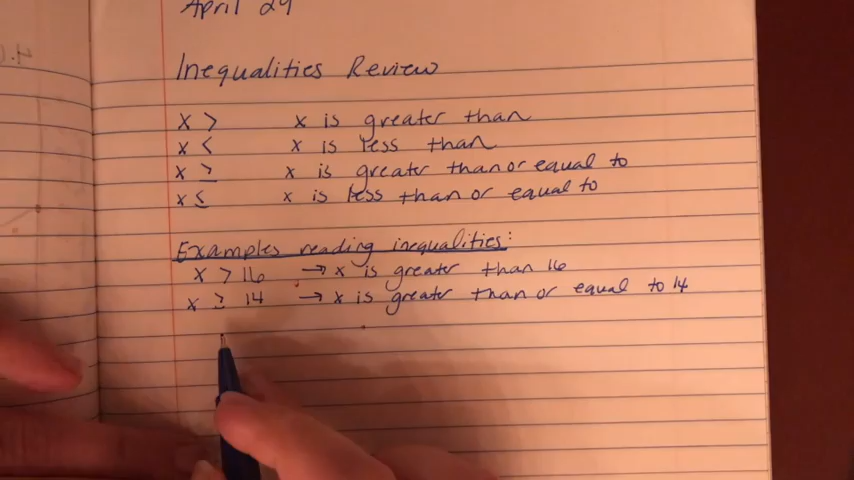 April 29
Inequalities Review
x > x is greater than
x < x is less than
x ≥ x is greater than or equal to
x ≤ x is less than or equal to
Examples reading inequalities:
x > 16 → x is greater than 16
x ≥ 14 → x is greater than or equal to 14